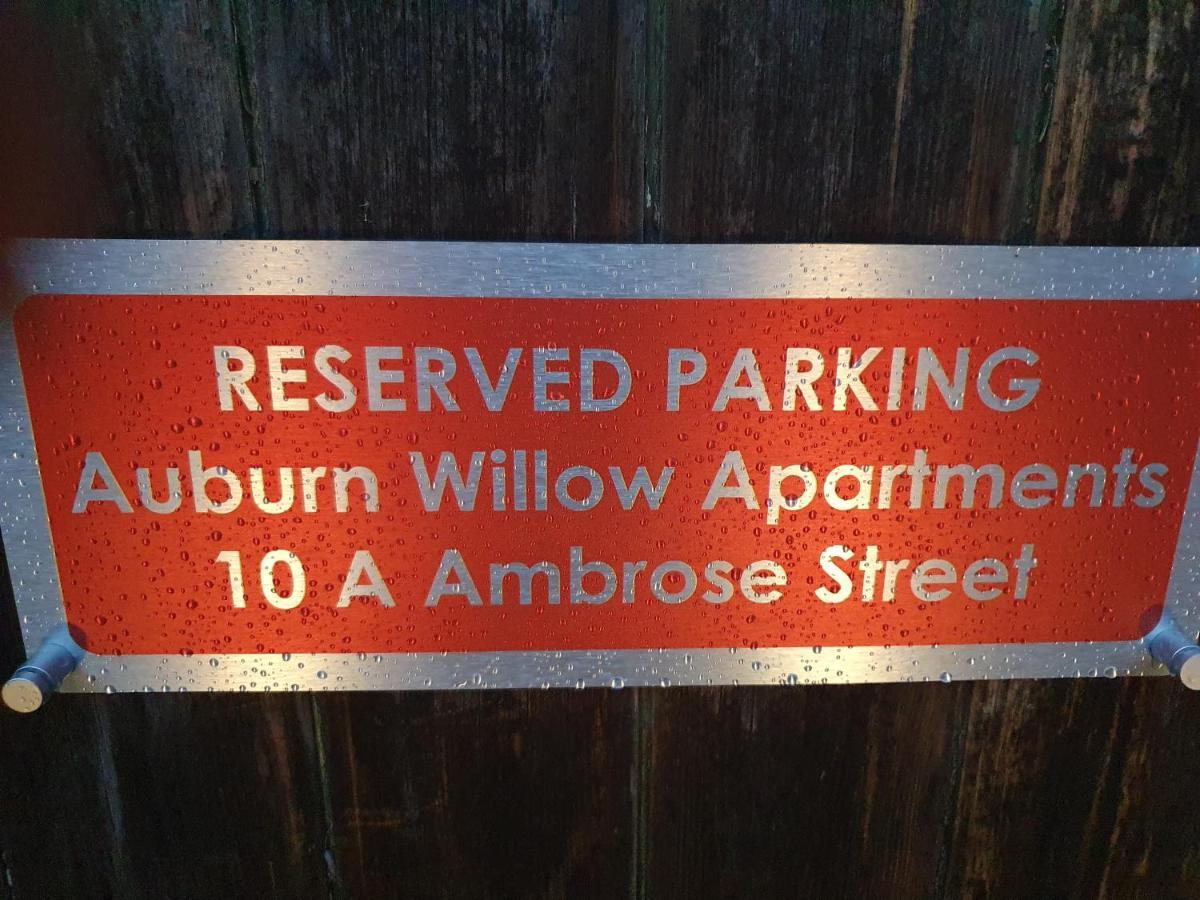 RESERVED PARKING
Auburn Willow Apartments
10 A Ambrose Street